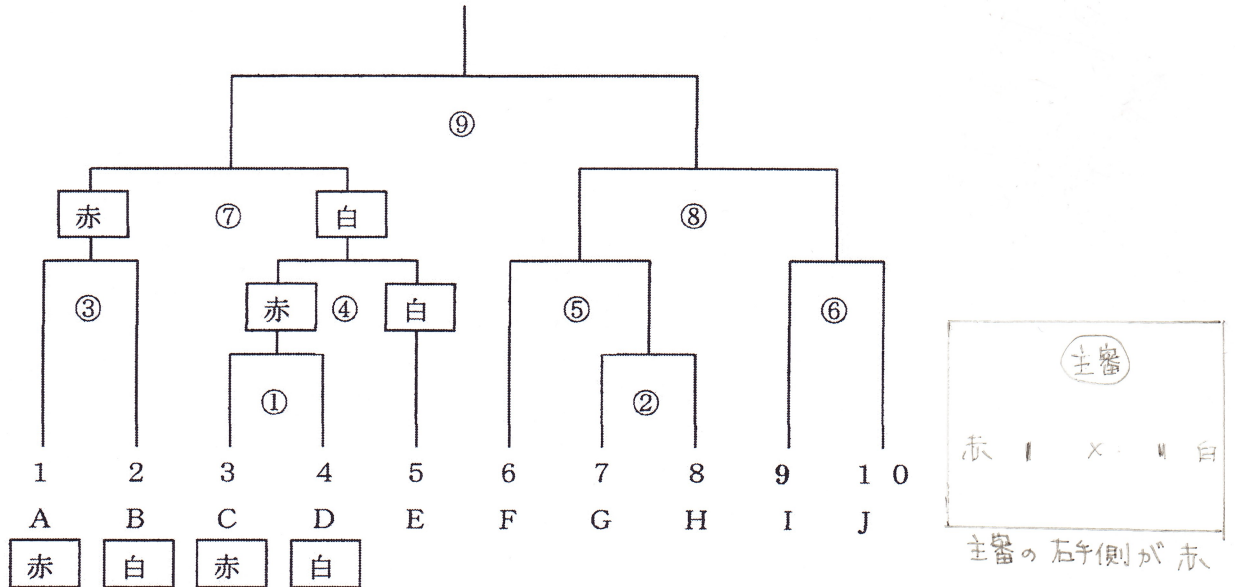 ⑨
赤 ⑦ 白 ⑧
③ 赤 ④ 白 ⑤ ⑥
① ②
1 2 3 4 5 6 7 8 9 10
A B C D E F G H I J
赤 白 赤 白
主審
赤 × 白
主審の右手側が赤